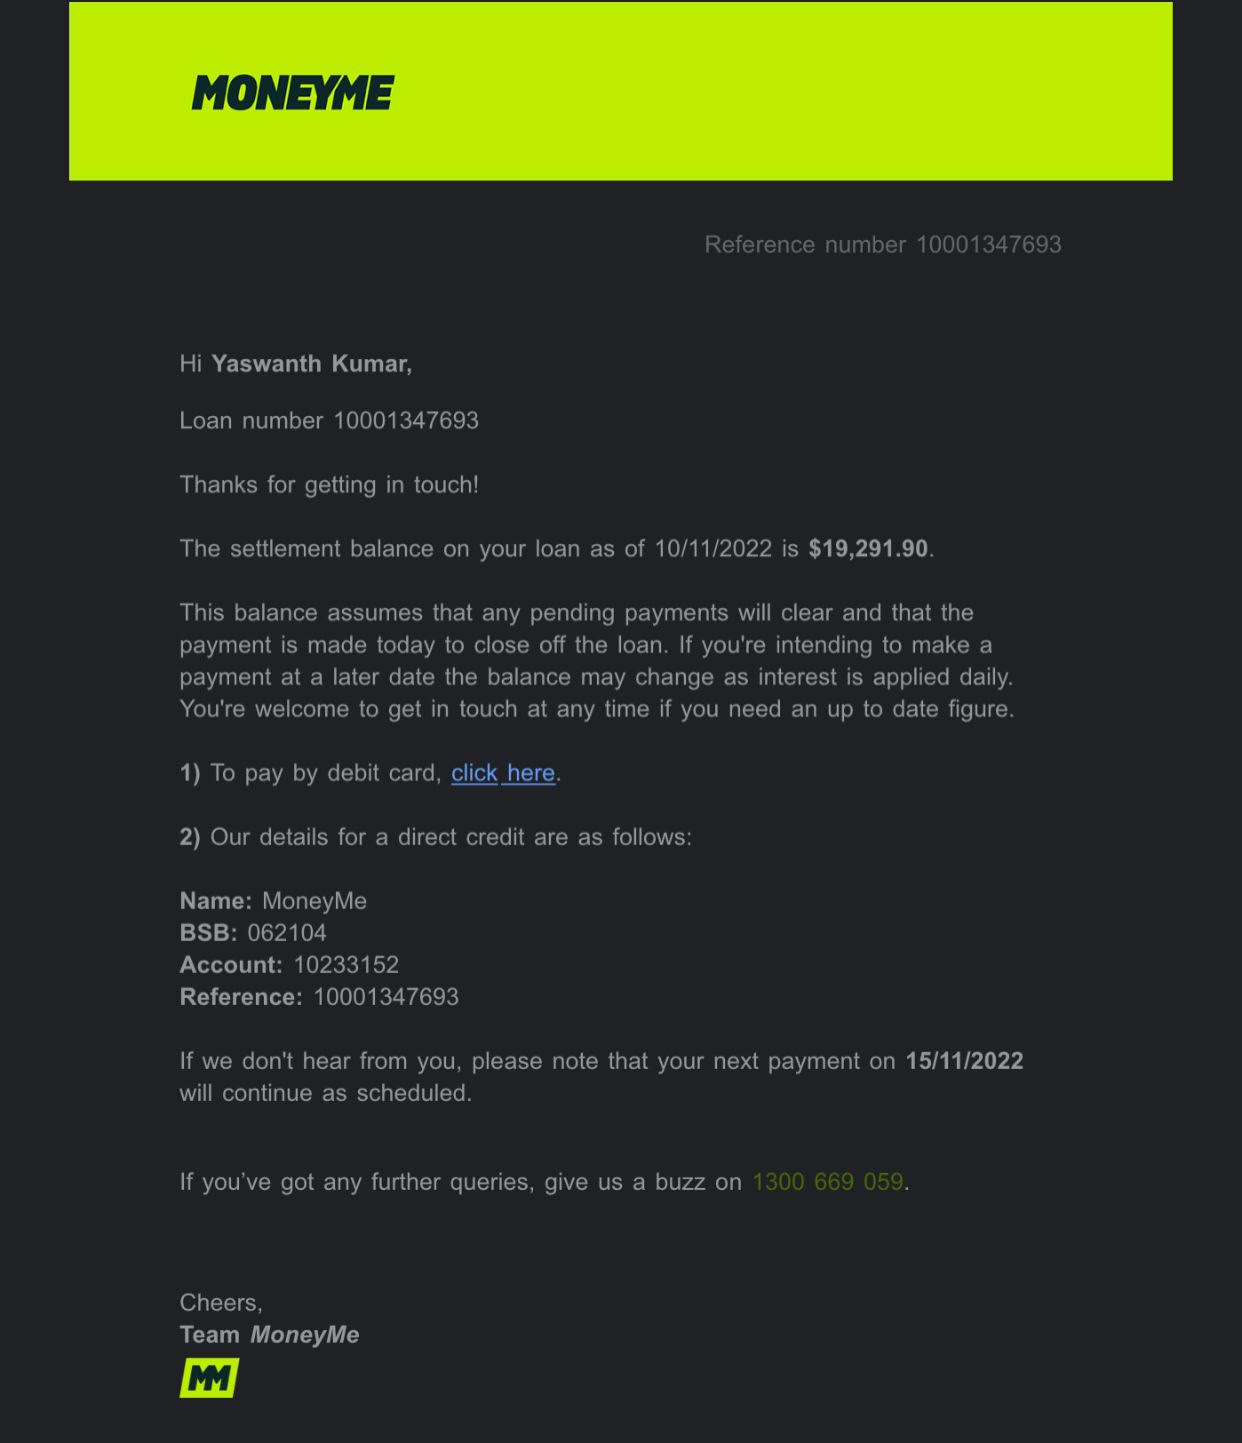 MONEYME
Reference number 10001347693
Hi Yaswanth Kumar,
Loan number 10001347693
Thanks for getting in touch!
The settlement balance on your loan as of 10/11/2022 is $19,291.90.
This balance assumes that any pending payments will clear and that the
payment is made today to close off the loan. If you're intending to make a
payment at a later date the balance may change as interest is applied daily.
You're welcome to get in touch at any time if you need an up to date figure.
1) To pay by debit card, click here.
2) Our details for a direct credit are as follows:
Name: MoneyMe
BSB: 062104
Account: 10233152
Reference: 10001347693
If we don't hear from you, please note that your next payment on 15/11/2022
will continue as scheduled.
If you’ve got any further queries, give us a buzz on 1300 669 059.
Cheers,
Team MoneyMe
MM